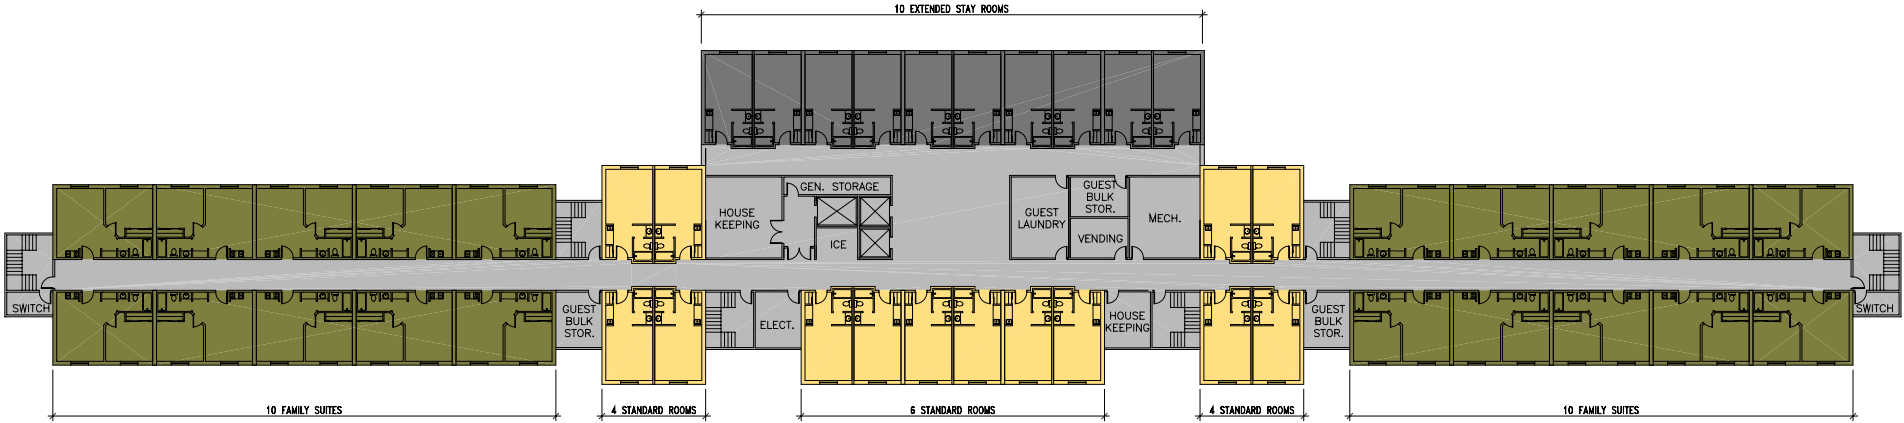 10 EXTENDED STAY ROOMS
GEN. STORAGE
HOUSE
KEEPING
ICE
GUEST
LAUNDRY
GUEST
BULK
STOR.
VENDING
MECH.
SWITCH
GUEST
BULK
STOR.
ELECT.
HOUSE
KEEPING
GUEST
BULK
STOR.
SWITCH
10 FAMILY SUITES
4 STANDARD ROOMS
6 STANDARD ROOMS
4 STANDARD ROOMS
10 FAMILY SUITES